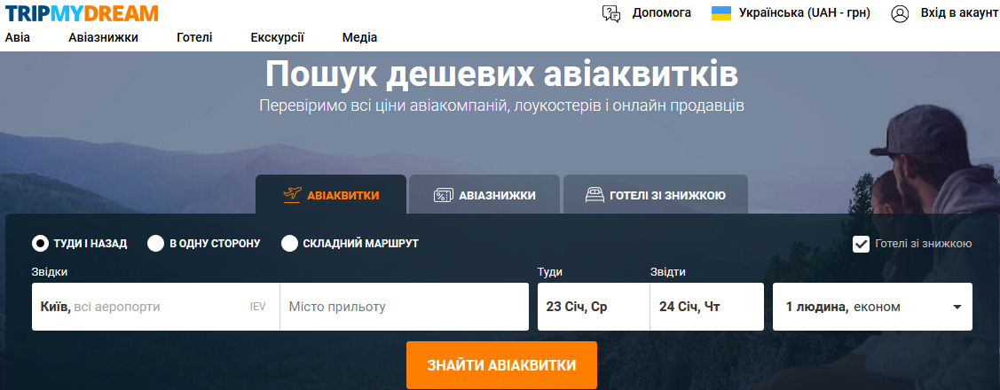 TRIPMYDREAM
Допомога
Українська (UAH - грн)
Вхід в акаунт
Авіа Авіазнижки Готелі Екскурсії Медіа
Пошук дешевих авіаквитків
Перевіримо всі ціни авіакомпаній, лоукостерів і онлайн продавців
АВІАКВИТКИ АВІАЗНИЖКИ ГОТЕЛІ ЗІ ЗНИЖКОЮ
ТУДИ І НАЗАД В ОДНУ СТОРОНУ СКЛАДНИЙ МАРШРУТ Готелі зі знижкою
Звідки Туди Звідти
Київ, всі аеропорти IEV Місто прильоту 23 Січ, Ср 24 Січ, Чт 1 людина, економ
ЗНАЙТИ АВІАКВИТКИ